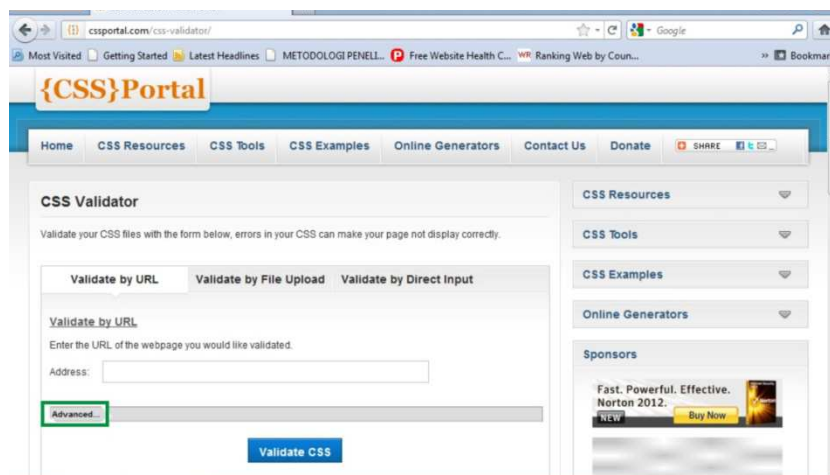 cssportal.com/css-validator/
Google
Most Visited Getting Started Latest Headlines METODOLOGI PENELI... Free Website Health C... WR Ranking Web by Coun... » Bookmar
{CSS}Portal
Home CSS Resources CSS Tools CSS Examples Online Generators Contact Us Donate SHARE
CSS Validator
Validate your CSS files with the form below, errors in your CSS can make your page not display correctly.
Validate by URL Validate by File Upload Validate by Direct Input
Validate by URL
Enter the URL of the webpage you would like validated.
Address:
Advanced...
Validate CSS
CSS Resources
CSS Tools
CSS Examples
Online Generators
Sponsors
Fast. Powerful. Effective.
Norton 2012.
NEW Buy Now